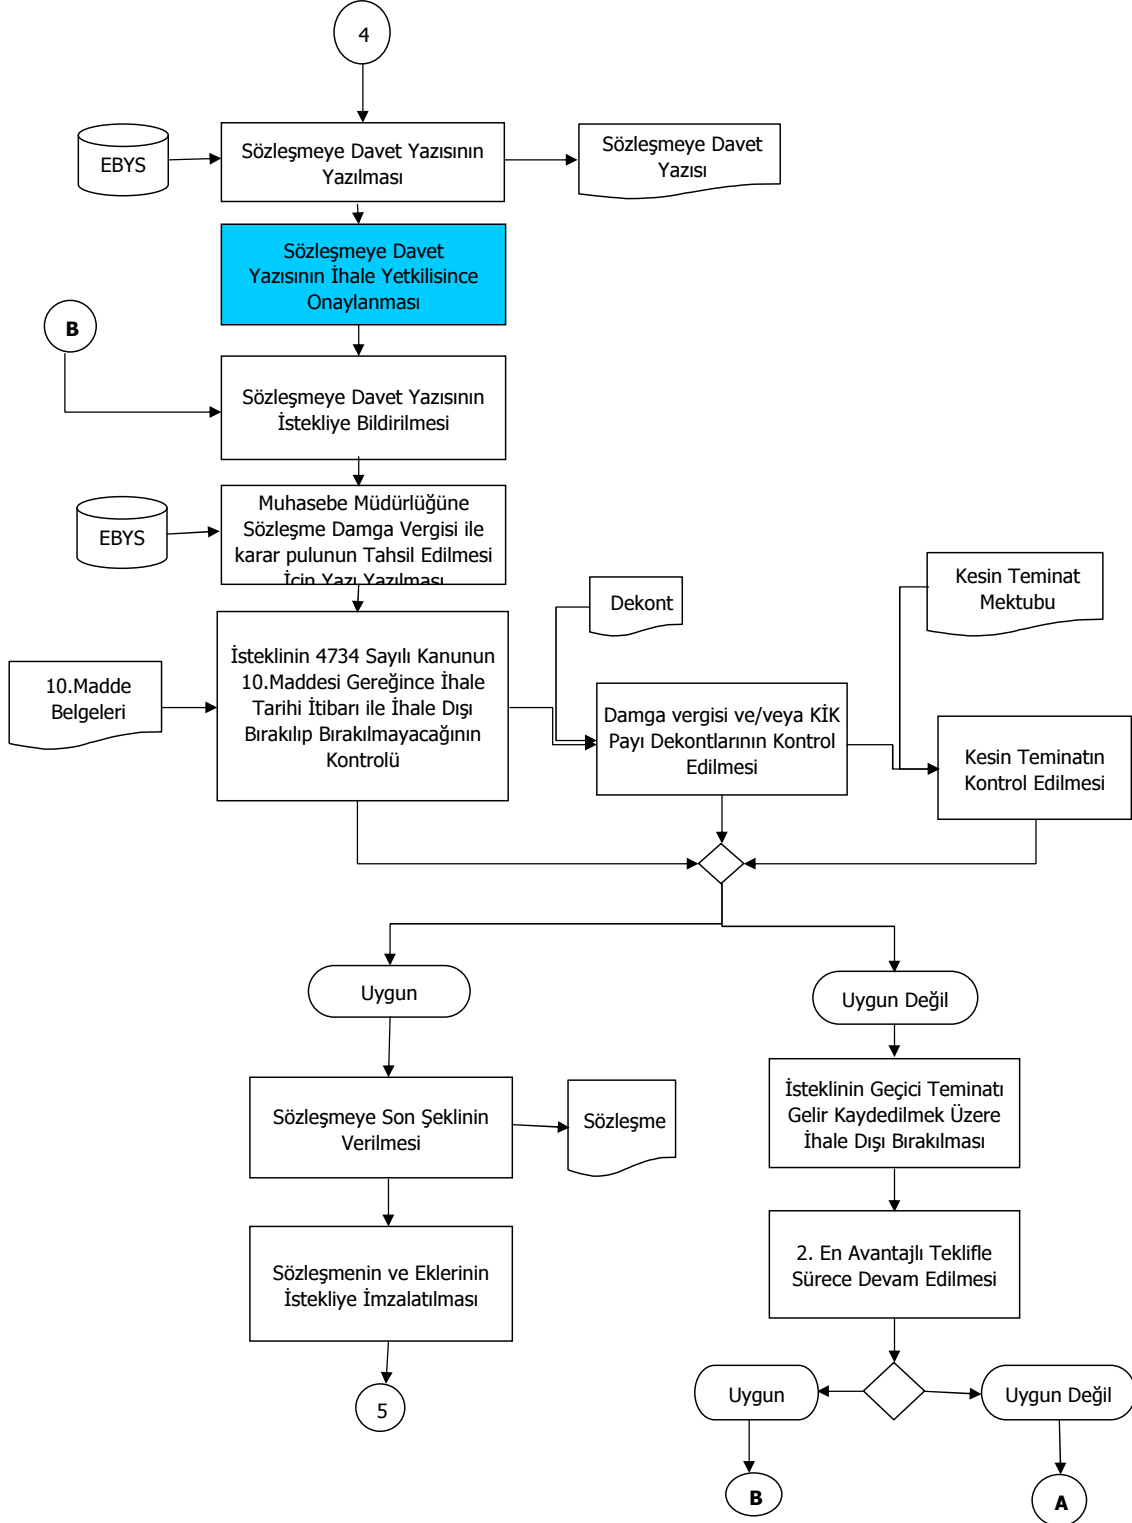 4
EBYS
Sözleşmeye Davet Yazısının
Yazılması
Sözleşmeye Davet
Yazısı
Sözleşmeye Davet
Yazısının İhale Yetkilisince
Onaylanması
B
Sözleşmeye Davet Yazısının
İstekliye Bildirilmesi
EBYS
Muhasebe Müdürlüğüne
Sözleşme Damga Vergisi ile
karar pulunun Tahsil Edilmesi
İçin Yazı Yazılması
Dekont
Kesin Teminat
Mektubu
10.Madde
Belgeleri
İsteklinin 4734 Sayılı Kanunun
10.Maddesi Gereğince İhale
Tarihi İtibarı ile İhale Dışı
Bırakılıp Bırakılmayacağının
Kontrolü
Damga vergisi ve/veya KİK
Payı Dekontlarının Kontrol
Edilmesi
Kesin Teminatın
Kontrol Edilmesi
Uygun
Uygun Değil
Sözleşmeye Son Şeklinin
Verilmesi
Sözleşme
İsteklinin Geçici Teminatı
Gelir Kaydedilmek Üzere
İhale Dışı Bırakılması
Sözleşmenin ve Eklerinin
İstekliye İmzalatılması
2. En Avantajlı Teklifle
Sürece Devam Edilmesi
5
Uygun
Uygun Değil
B
A